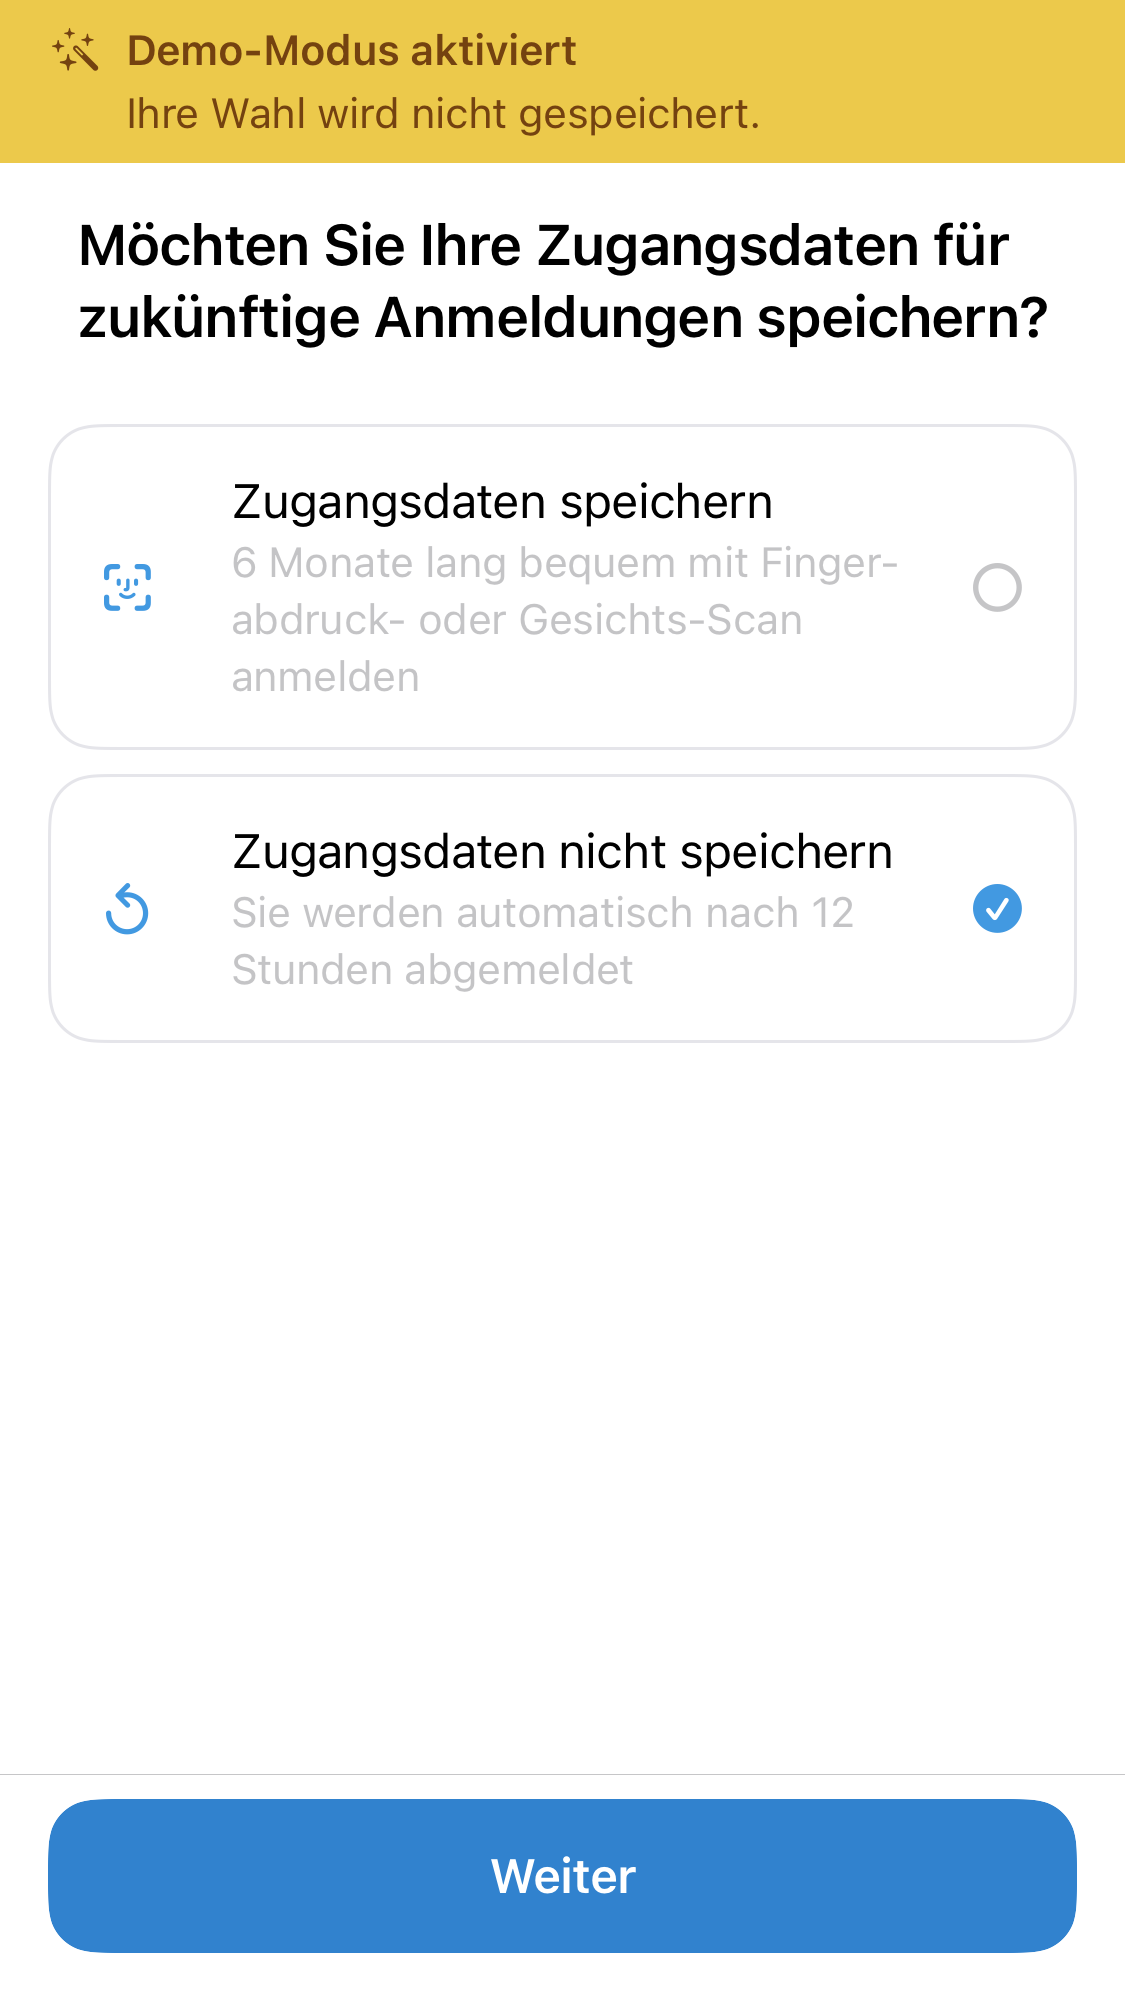 Demo-Modus aktiviert
Ihre Wahl wird nicht gespeichert.
Möchten Sie Ihre Zugangsdaten für
zukünftige Anmeldungen speichern?
Zugangsdaten speichern
6 Monate lang bequem mit Finger-
abdruck- oder Gesichts-Scan
anmelden
Zugangsdaten nicht speichern
Sie werden automatisch nach 12
Stunden abgemeldet
Weiter